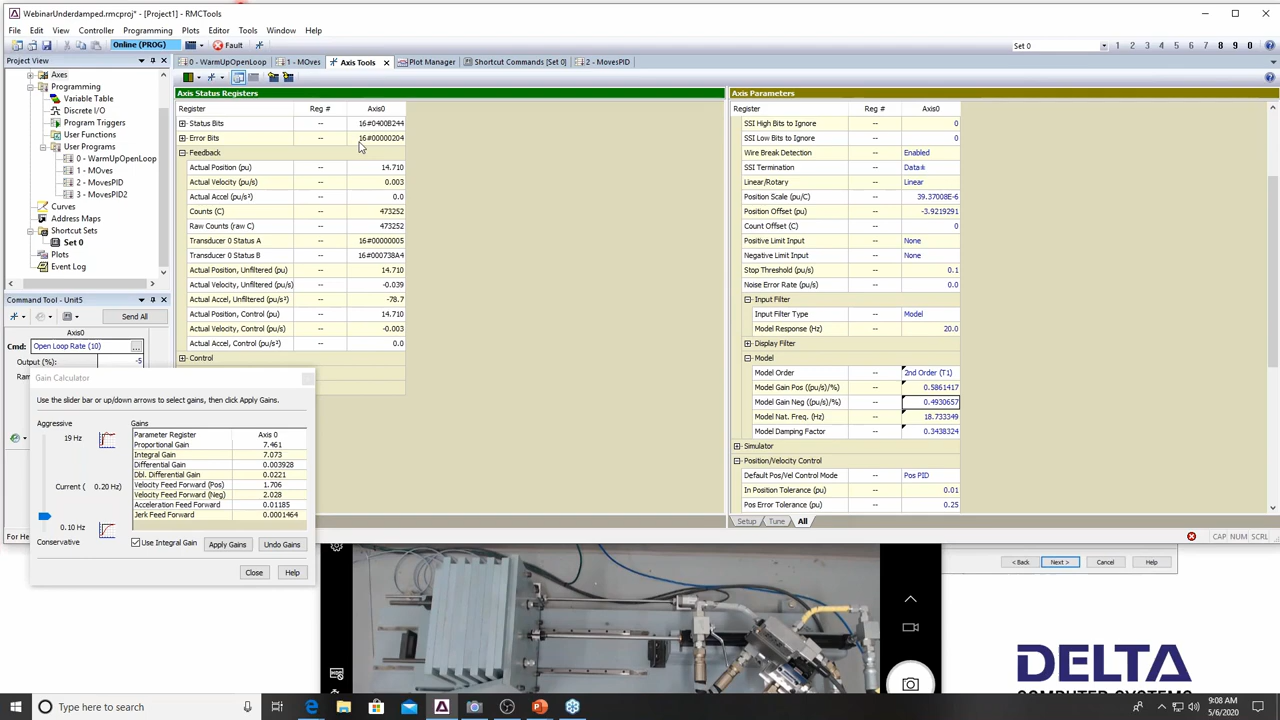 WebinarUnderdamped.rmcproj* - [Project1] - RMCTools
File Edit View Controller Programming Plots Editor Tools Window Help
Online (PROG) Fault Set 0 1 2 3 4 5 6 7 8 9 0
Project View
Axes
Programming
Variable Table
Discrete I/O
Program Triggers
User Functions
User Programs
0 - WarmUpOpenLoop
1 - MOves
2 - MovesPID
3 - MovesPID2
Curves
Address Maps
Shortcut Sets
Set 0
Plots
Event Log
Command Tool - Unit5
Send All
Axis0
Cmd: Open Loop Rate (10) ...
Output (%): -5
Ram
For He
0 - WarmUpOpenLoop 1 - MOves Axis Tools Plot Manager Shortcut Commands [Set 0] 2 - MovesPID
Axis Status Registers
Register Reg # Axis0
Status Bits -- 16#0400B244
Error Bits -- 16#00000204
Feedback
Actual Position (pu) -- 14.710
Actual Velocity (pu/s) -- 0.003
Actual Accel (pu/s²) -- 0.0
Counts (C) -- 473252
Raw Counts (raw C) -- 473252
Transducer 0 Status A -- 16#00000005
Transducer 0 Status B -- 16#000738A4
Actual Position, Unfiltered (pu) -- 14.710
Actual Velocity, Unfiltered (pu/s) -- -0.039
Actual Accel, Unfiltered (pu/s²) -- -78.7
Actual Position, Control (pu) -- 14.710
Actual Velocity, Control (pu/s) -- -0.003
Actual Accel, Control (pu/s²) -- 0.0
Control
Axis Parameters
Register Reg # Axis0
SSI High Bits to Ignore -- 0
SSI Low Bits to Ignore -- 0
Wire Break Detection -- Enabled
SSI Termination -- Data±
Linear/Rotary -- Linear
Position Scale (pu/C) -- 39.37008E-6
Position Offset (pu) -- -3.9219291
Count Offset (C) -- 0
Positive Limit Input -- None
Negative Limit Input -- None
Stop Threshold (pu/s) -- 0.1
Noise Error Rate (pu/s) -- 0.0
Input Filter
Input Filter Type -- Model
Model Response (Hz) -- 20.0
Display Filter
Model
Model Order -- 2nd Order (T1)
Model Gain Pos ((pu/s)/%) -- 0.5861417
Model Gain Neg ((pu/s)/%) -- 0.4930657
Model Nat. Freq. (Hz) -- 18.733349
Model Damping Factor -- 0.3438324
Simulator
Position/Velocity Control
Default Pos/Vel Control Mode -- Pos PID
In Position Tolerance (pu) -- 0.01
Pos Error Tolerance (pu) -- 0.25
Setup Tune All
CAP NUM SCRL
Gain Calculator
Use the slider bar or up/down arrows to select gains, then click Apply Gains.
Aggressive
19 Hz
urrent ( 0.20 Hz)
0.10 Hz
Conservative
Gains
Parameter Register Axis 0
Proportional Gain 7.461
Integral Gain 7.073
Differential Gain 0.003928
Dbl. Differential Gain 0.0221
Velocity Feed Forward (Pos) 1.706
Velocity Feed Forward (Neg) 2.028
Acceleration Feed Forward 0.01185
Jerk Feed Forward 0.0001464
Use Integral Gain Apply Gains Undo Gains
Close Help
< Back Next > Cancel Help
DELTA
COMPUTER SYSTEMS
Type here to search
9:08 AM
5/6/2020